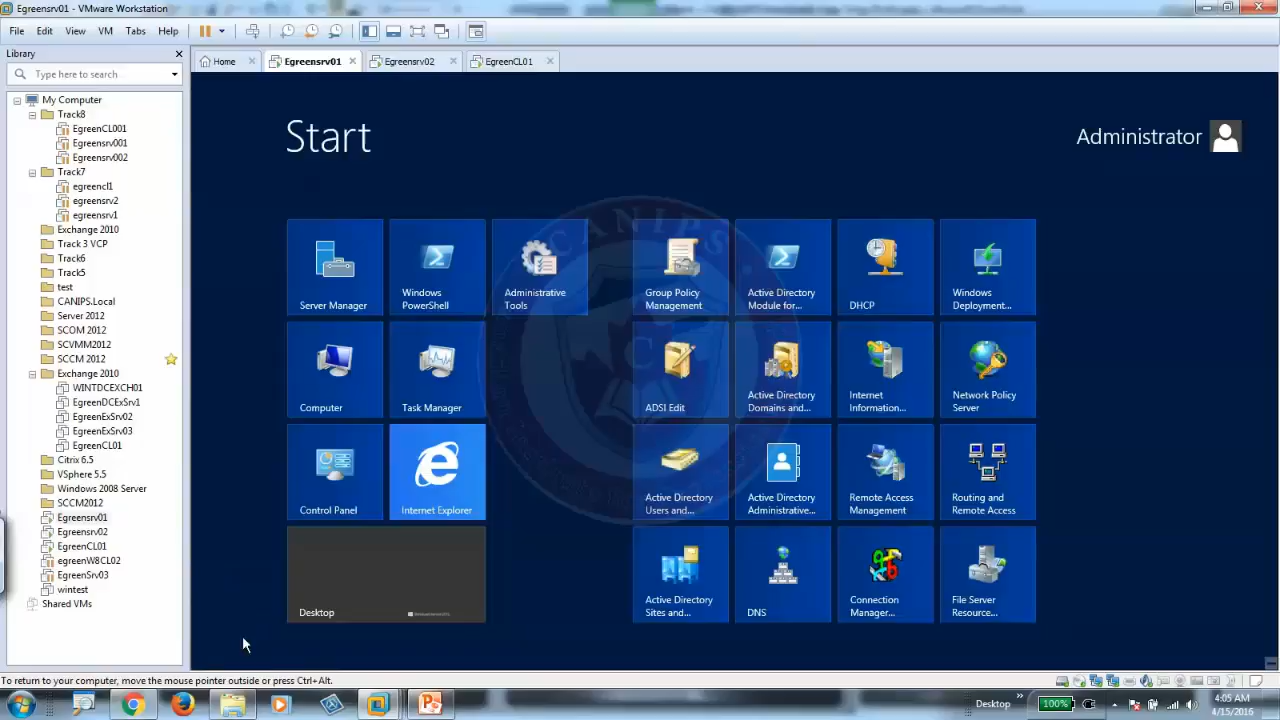 Egreensrv01 - VMware Workstation
File Edit View VM Tabs Help
Library
Type here to search
Home
Egreensrv01
Egreensrv02
EgreenCL01
My Computer
Track8
EgreenCL001
Egreensrv001
Egreensrv002
Track7
egreencl1
egreensrv2
egreensrv1
Exchange 2010
Track 3 VCP
Track6
Track5
test
CANIPS.Local
Server 2012
SCOM 2012
SCVMM2012
SCCM 2012
Exchange 2010
WINTDCEXCH01
EgreenDCExSrv1
EgreenExSrv02
EgreenExSrv03
EgreenCL01
Citrix 6.5
VSphere 5.5
Windows 2008 Server
SCCM2012
Egreensrv01
Egreensrv02
EgreenCL01
egreenW8CL02
EgreenSrv03
wintest
Shared VMs
Start
Administrator
CANIPS
Server Manager
Windows
PowerShell
Administrative
Tools
Group Policy
Management
Active Directory
Module for...
DHCP
Windows
Deployment...
Computer
Task Manager
ADSI Edit
Active Directory
Domains and...
Internet
Information...
Network Policy
Server
Control Panel
Internet Explorer
Active Directory
Users and...
Active Directory
Administrative...
Remote Access
Management
Routing and
Remote Access
Desktop
Active Directory
Sites and...
DNS
Connection
Manager...
File Server
Resource...
To return to your computer, move the mouse pointer outside or press Ctrl+Alt.
Desktop
100%
4:05 AM
4/15/2016